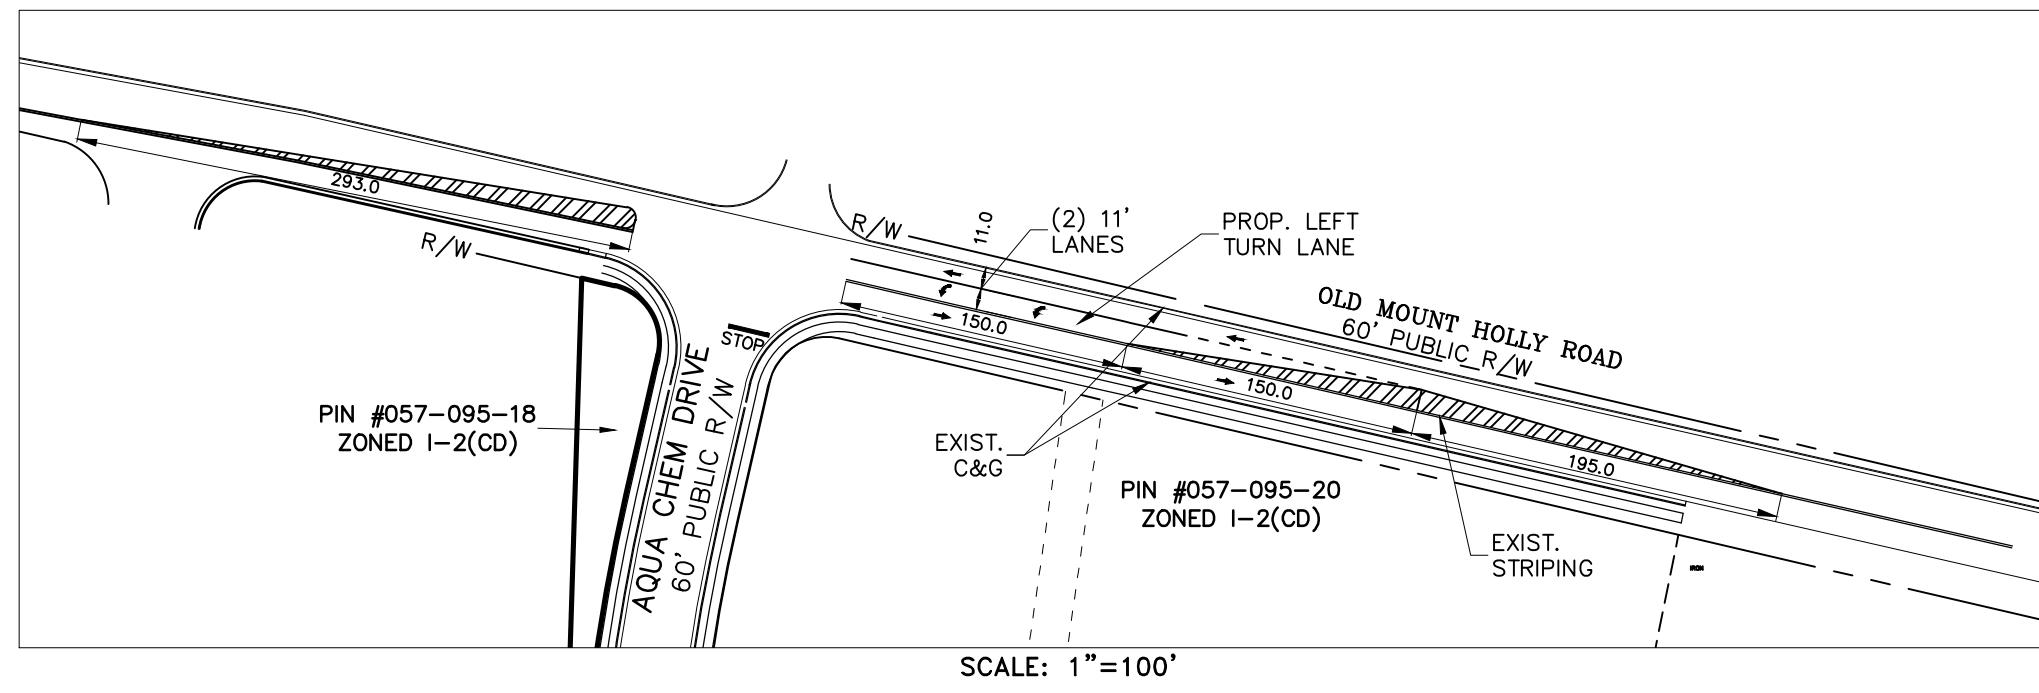 293.0
R/W
R/W
11.0
(2) 11'
LANES
PROP. LEFT
TURN LANE
OLD MOUNT HOLLY ROAD
60' PUBLIC R/W
150.0
STOP
150.0
PIN #057-095-18
ZONED I-2(CD)
AQUA CHEM DRIVE
60' PUBLIC R/W
EXIST.
C&G
195.0
PIN #057-095-20
ZONED I-2(CD)
EXIST.
STRIPING
IRON
SCALE: 1"=100'